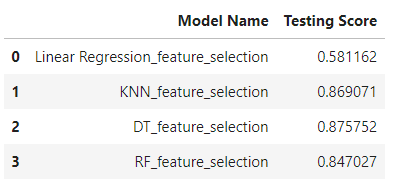 Model Name Testing Score
0 Linear Regression_feature_selection 0.581162
1 KNN_feature_selection 0.869071
2 DT_feature_selection 0.875752
3 RF_feature_selection 0.847027